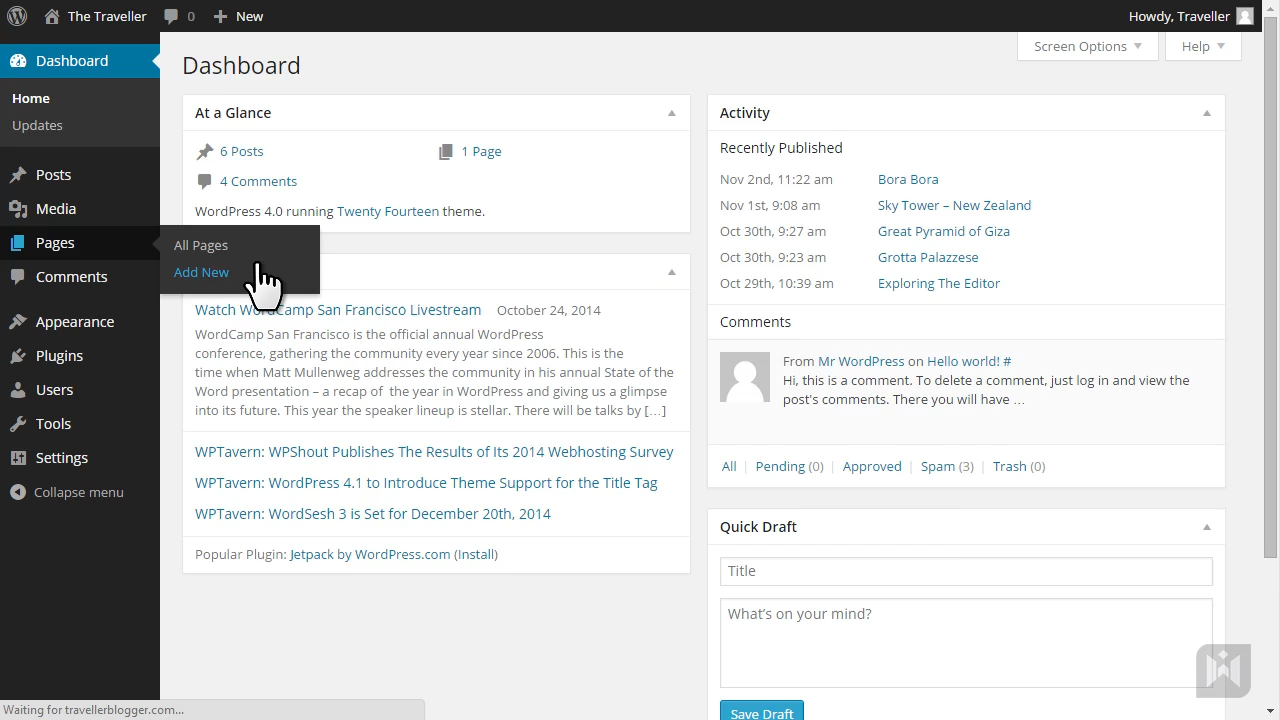 The Traveller
0
New
Howdy, Traveller
Dashboard
Home
Updates
Posts
Media
Pages
Comments
Appearance
Plugins
Users
Tools
Settings
Collapse menu
All Pages
Add New
Screen Options
Help
Dashboard
At a Glance
6 Posts
1 Page
4 Comments
WordPress 4.0 running Twenty Fourteen theme.
Watch WordCamp San Francisco Livestream October 24, 2014
WordCamp San Francisco is the official annual WordPress
conference, gathering the community every year since 2006. This is the
time when Matt Mullenweg addresses the community in his annual State of the
Word presentation – a recap of the year in WordPress and giving us a glimpse
into its future. This year the speaker lineup is stellar. There will be talks by […]
WPTavern: WPShout Publishes The Results of Its 2014 Webhosting Survey
WPTavern: WordPress 4.1 to Introduce Theme Support for the Title Tag
WPTavern: WordSesh 3 is Set for December 20th, 2014
Popular Plugin: Jetpack by WordPress.com (Install)
Activity
Recently Published
Nov 2nd, 11:22 am Bora Bora
Nov 1st, 9:08 am Sky Tower – New Zealand
Oct 30th, 9:27 am Great Pyramid of Giza
Oct 30th, 9:23 am Grotta Palazzese
Oct 29th, 10:39 am Exploring The Editor
Comments
From Mr WordPress on Hello world! #
Hi, this is a comment. To delete a comment, just log in and view the
post's comments. There you will have …
All | Pending (0) | Approved | Spam (3) | Trash (0)
Quick Draft
Title
What's on your mind?
Save Draft
Waiting for travellerblogger.com...